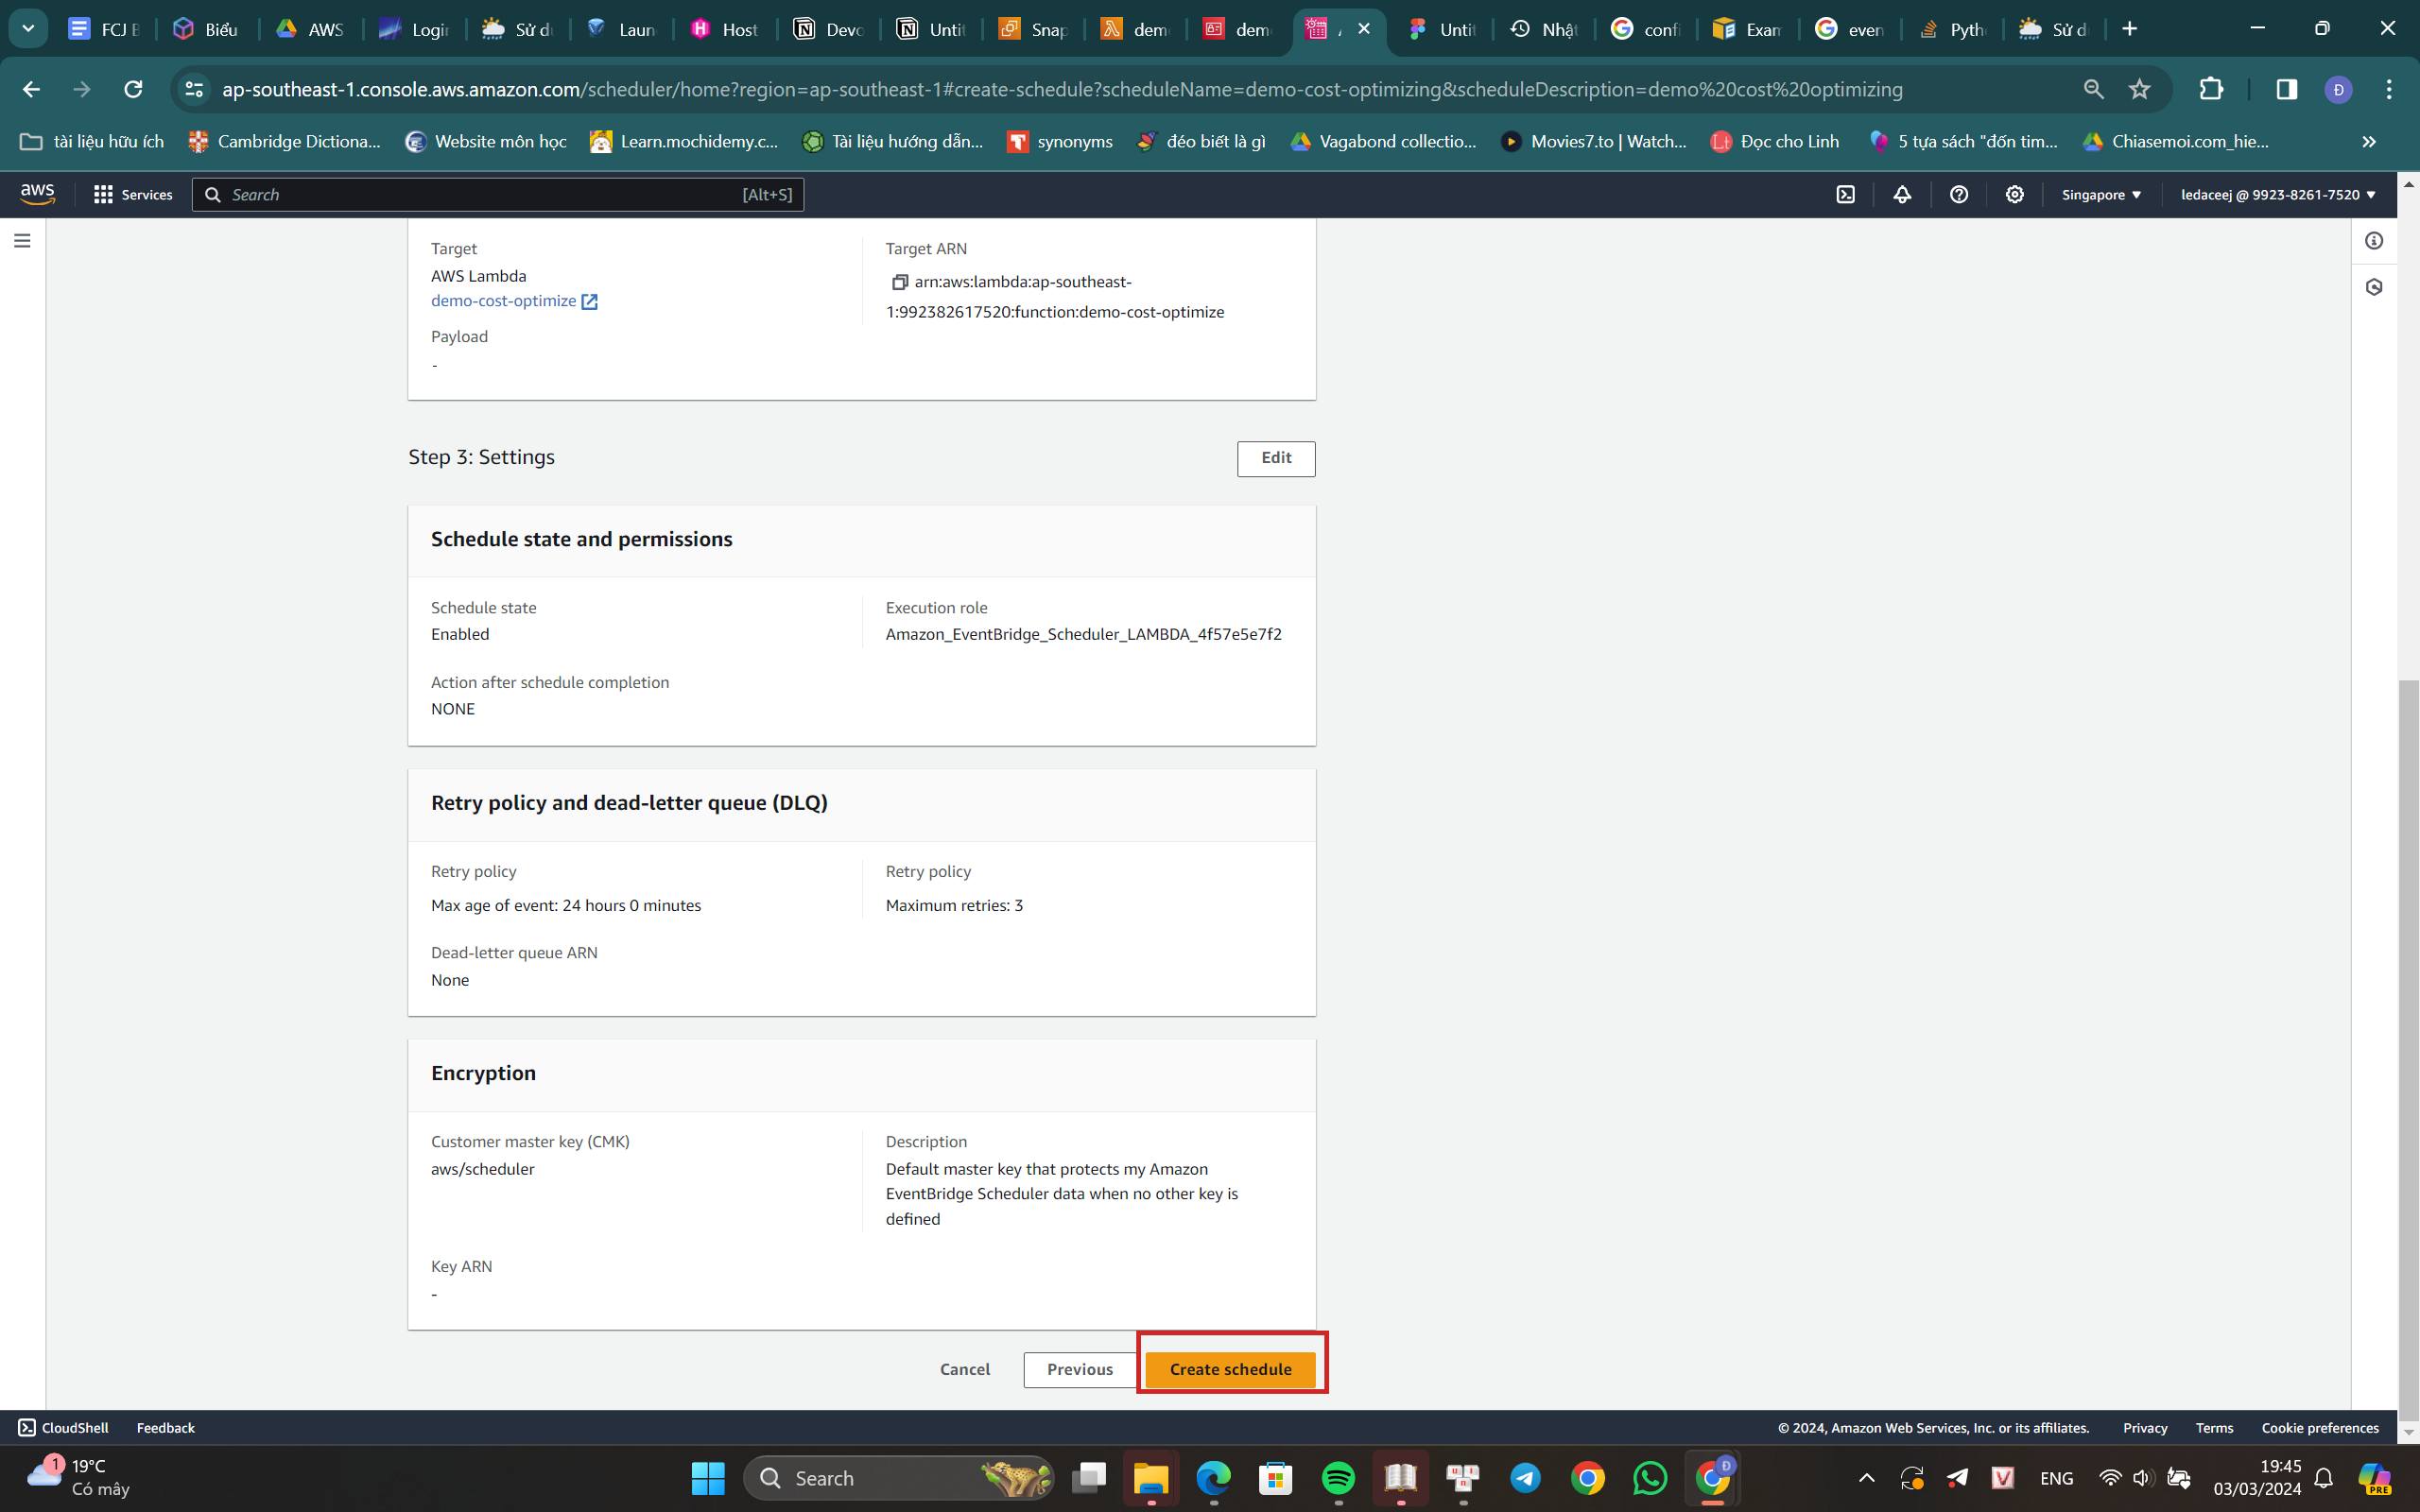 FCJ B
Biểu
AWS
Login
Sử dụ
Laun
Host
Devo
Untit
Snap
dem
dem
Untit
Nhật
confi
Exam
even
Pyth
Sử d
ap-southeast-1.console.aws.amazon.com/scheduler/home?region=ap-southeast-1#create-schedule?scheduleName=demo-cost-optimizing&scheduleDescription=demo%20cost%20optimizing
Đ
tài liệu hữu ích
Cambridge Dictiona...
Website môn học
Learn.mochidemy.c...
Tài liệu hướng dẫn...
synonyms
đéo biết là gì
Vagabond collectio...
Movies7.to | Watch...
Đọc cho Linh
5 tựa sách "đốn tim...
Chiasemoi.com_hie...
aws
Services
Search
[Alt+S]
Singapore
ledaceej @ 9923-8261-7520
Target
AWS Lambda
demo-cost-optimize
Target ARN
arn:aws:lambda:ap-southeast-
1:992382617520:function:demo-cost-optimize
Payload
-
Step 3: Settings
Edit
Schedule state and permissions
Schedule state
Enabled
Execution role
Amazon_EventBridge_Scheduler_LAMBDA_4f57e5e7f2
Action after schedule completion
NONE
Retry policy and dead-letter queue (DLQ)
Retry policy
Max age of event: 24 hours 0 minutes
Retry policy
Maximum retries: 3
Dead-letter queue ARN
None
Encryption
Customer master key (CMK)
aws/scheduler
Description
Default master key that protects my Amazon
EventBridge Scheduler data when no other key is
defined
Key ARN
-
Cancel
Previous
Create schedule
CloudShell
Feedback
© 2024, Amazon Web Services, Inc. or its affiliates.
Privacy
Terms
Cookie preferences
1
19°C
Có mây
Search
Đ
ENG
19:45
03/03/2024
PRE